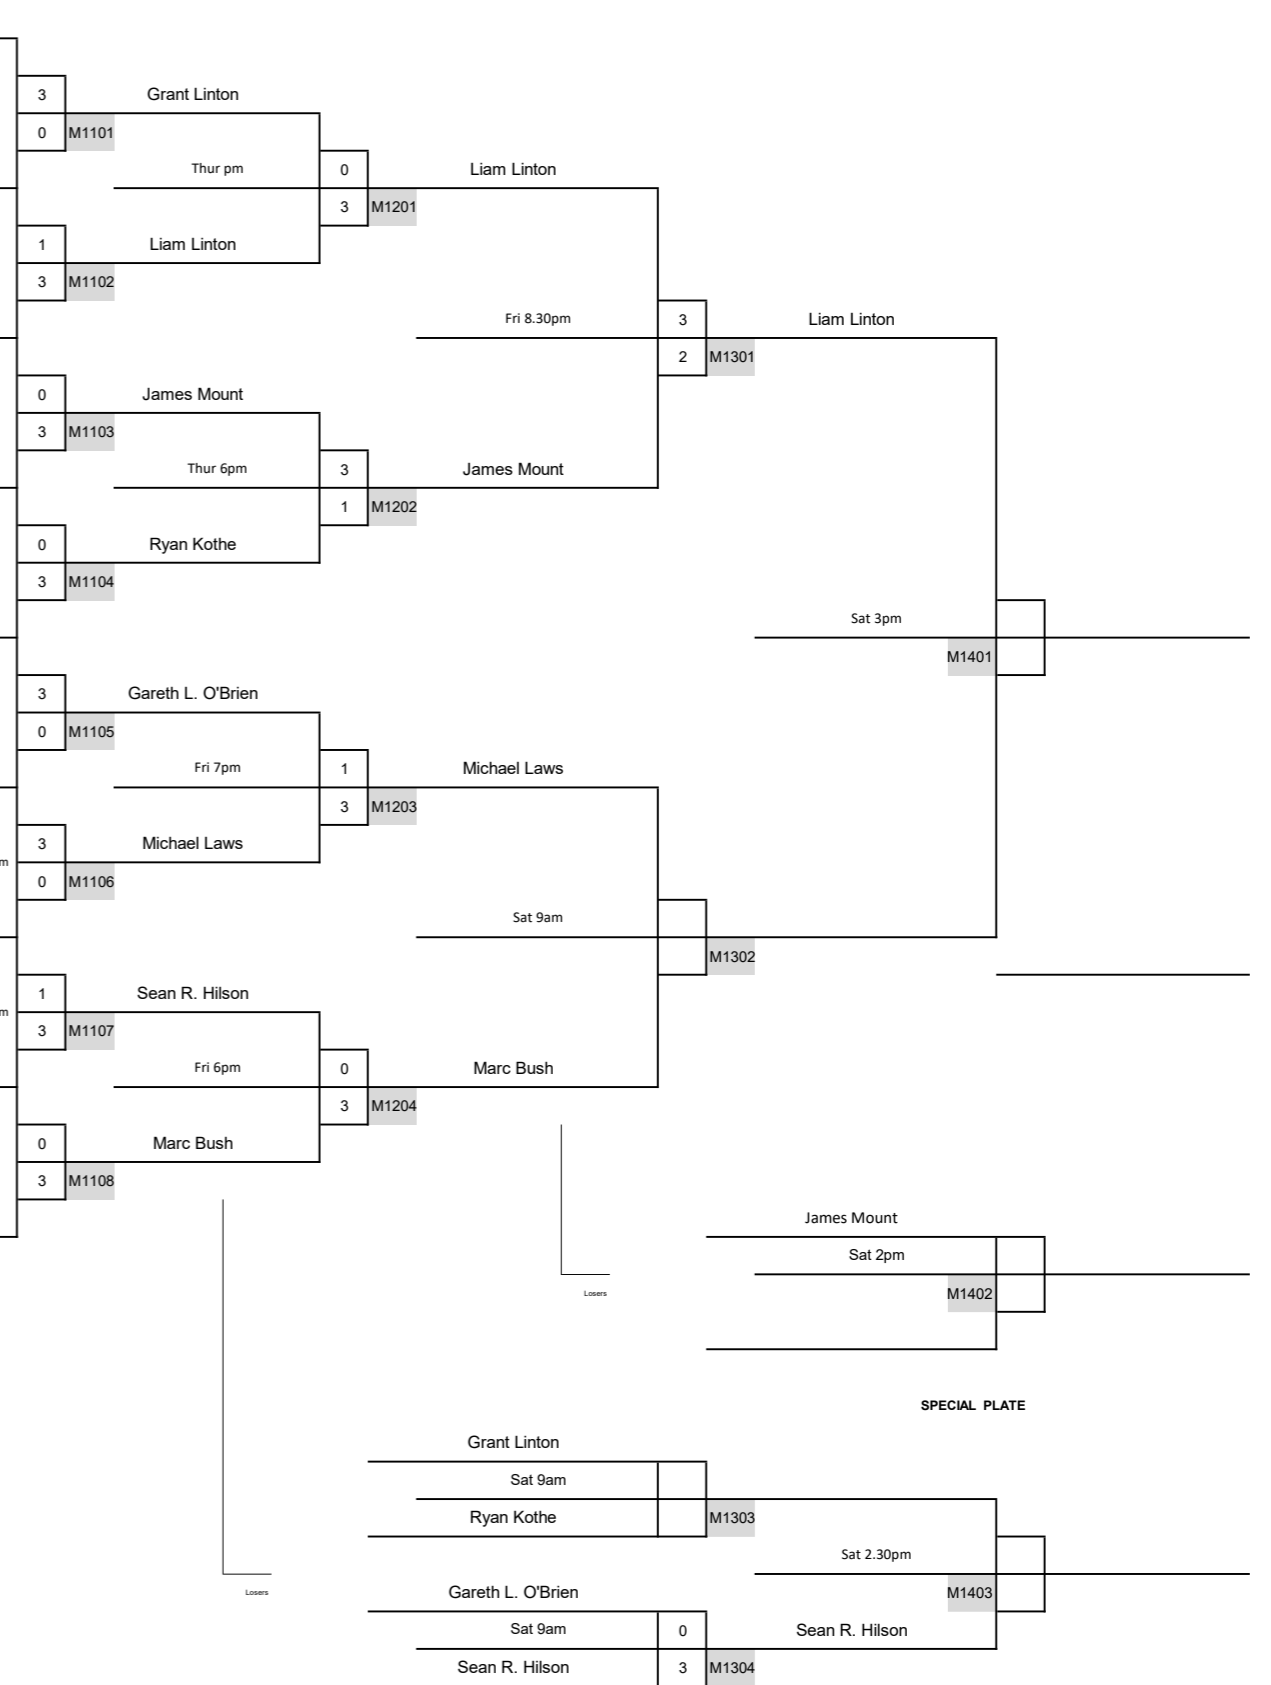 3 Grant Linton
0 M1101
Thur pm 0 Liam Linton
3 M1201
1 Liam Linton
3 M1102
Fri 8.30pm 3 Liam Linton
2 M1301
0 James Mount
3 M1103
Thur 6pm 3 James Mount
1 M1202
0 Ryan Kothe
3 M1104
Sat 3pm
M1401
3 Gareth L. O'Brien
0 M1105
Fri 7pm 1 Michael Laws
3 M1203
3 Michael Laws
m
0 M1106
Sat 9am
M1302
1 Sean R. Hilson
m
3 M1107
Fri 6pm 0 Marc Bush
3 M1204
0 Marc Bush
3 M1108
James Mount
Sat 2pm
Losers M1402
SPECIAL PLATE
Grant Linton
Sat 9am
Ryan Kothe M1303
Sat 2.30pm
Losers Gareth L. O'Brien M1403
Sat 9am 0 Sean R. Hilson
Sean R. Hilson 3 M1304